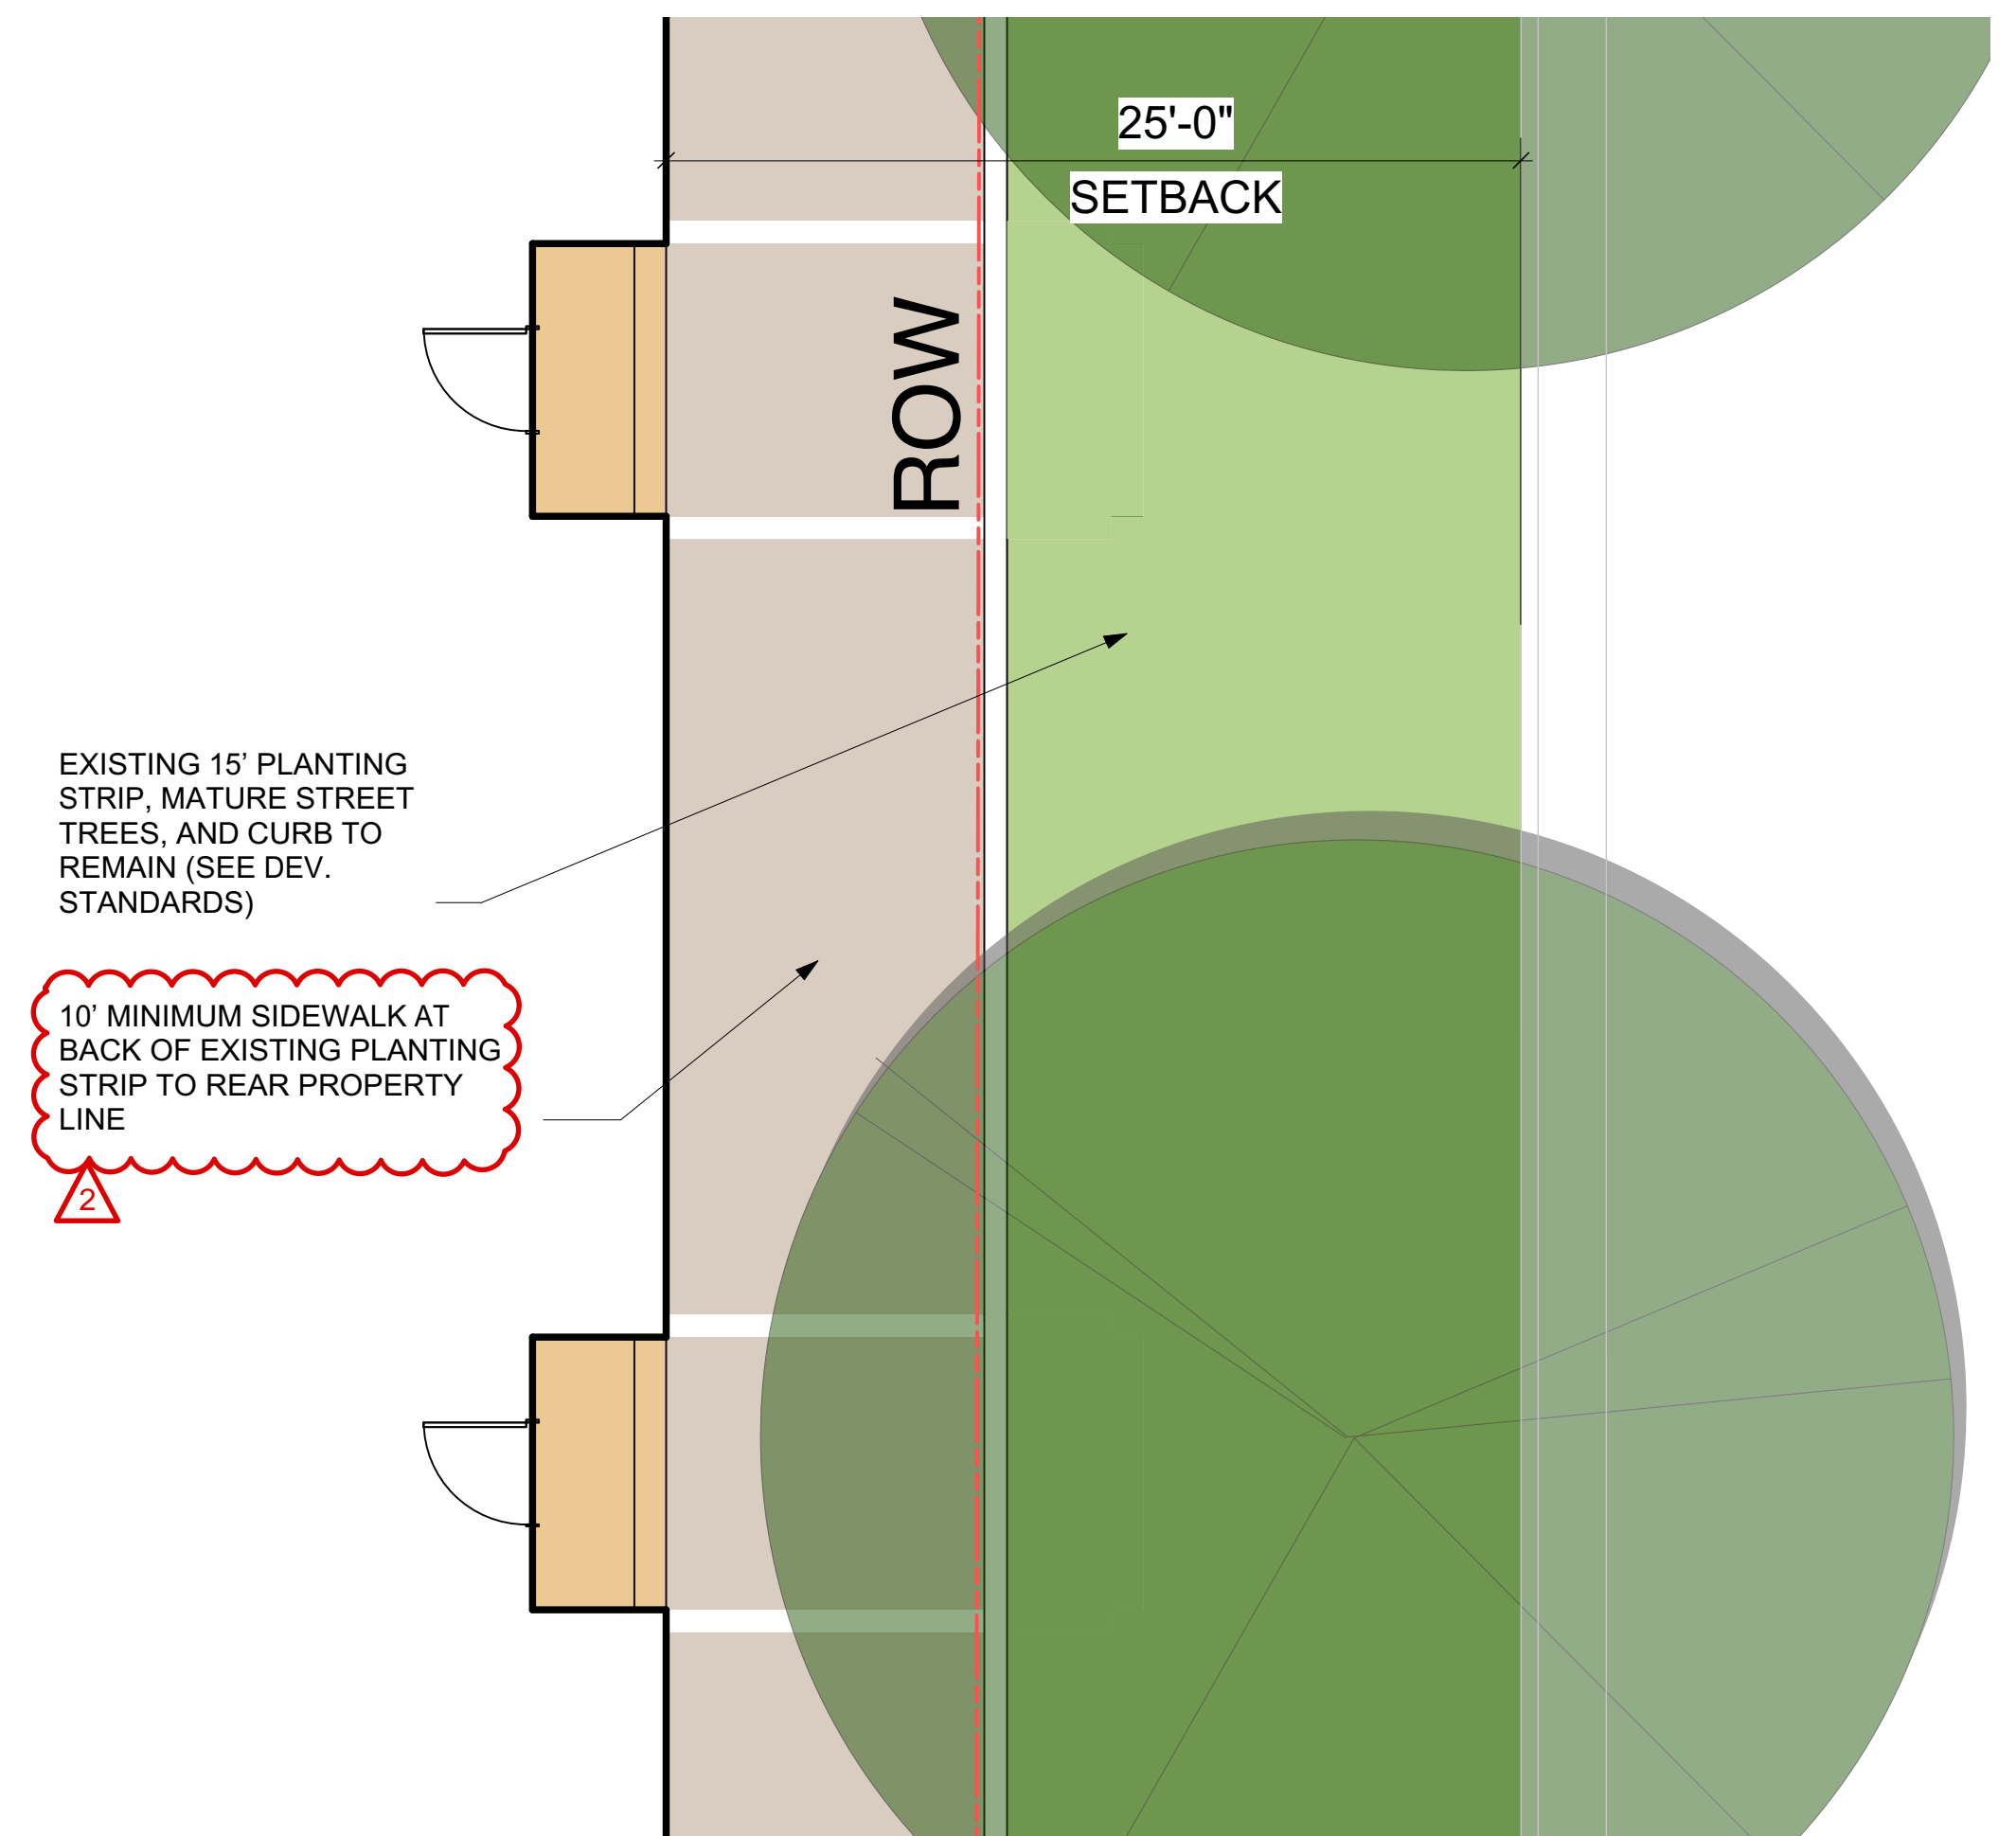 25'-0"
SETBACK
ROW
EXISTING 15’ PLANTING
STRIP, MATURE STREET
TREES, AND CURB TO
REMAIN (SEE DEV.
STANDARDS)
10’ MINIMUM SIDEWALK AT
BACK OF EXISTING PLANTING
STRIP TO REAR PROPERTY
LINE
2